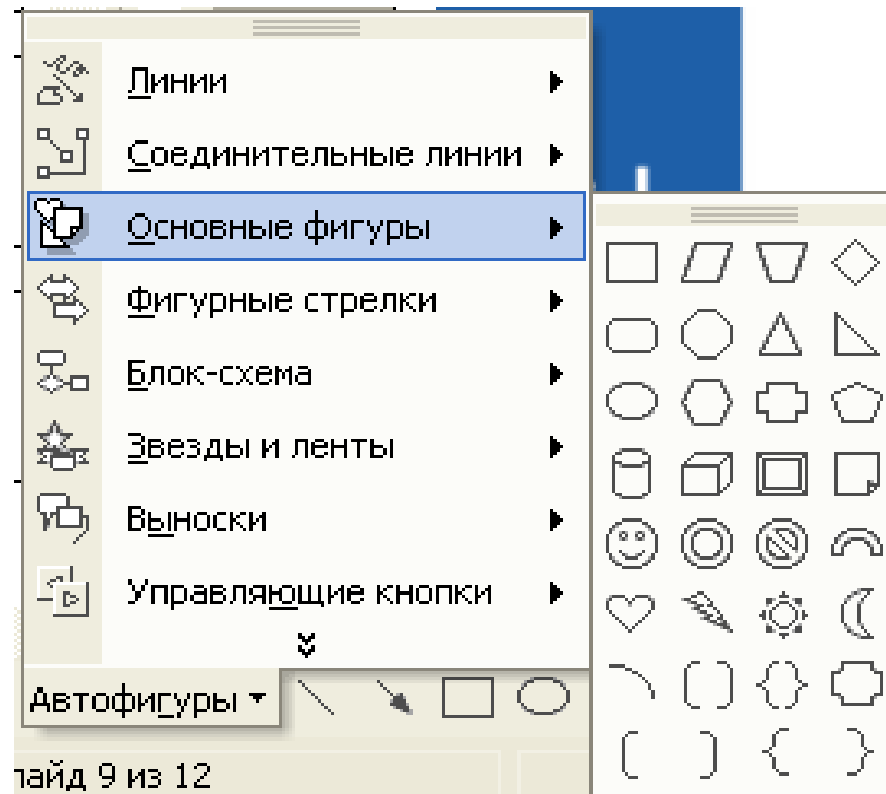 Линии
Соединительные линии
Основные фигуры
Фигурные стрелки
Блок-схема
Звезды и ленты
Выноски
Управляющие кнопки
Автофигуры
лайд 9 из 12